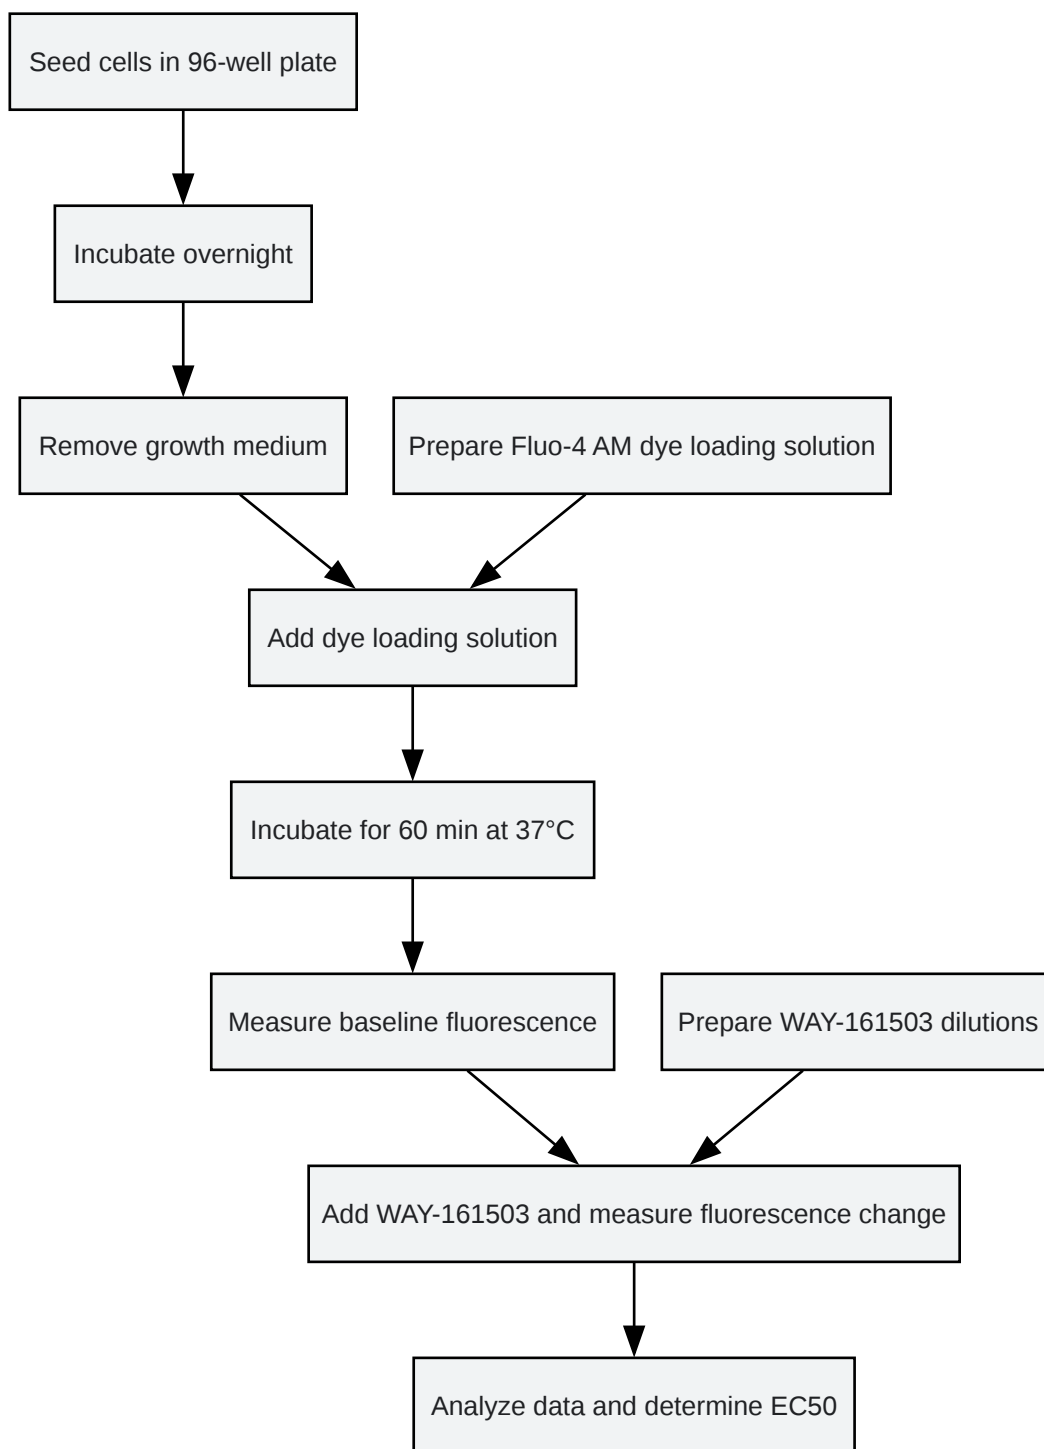 Seed cells in 96-well plate
Incubate overnight
Remove growth medium
Prepare Fluo-4 AM dye loading solution
Add dye loading solution
Incubate for 60 min at 37°C
Measure baseline fluorescence
Prepare WAY-161503 dilutions
Add WAY-161503 and measure fluorescence change
Analyze data and determine EC50